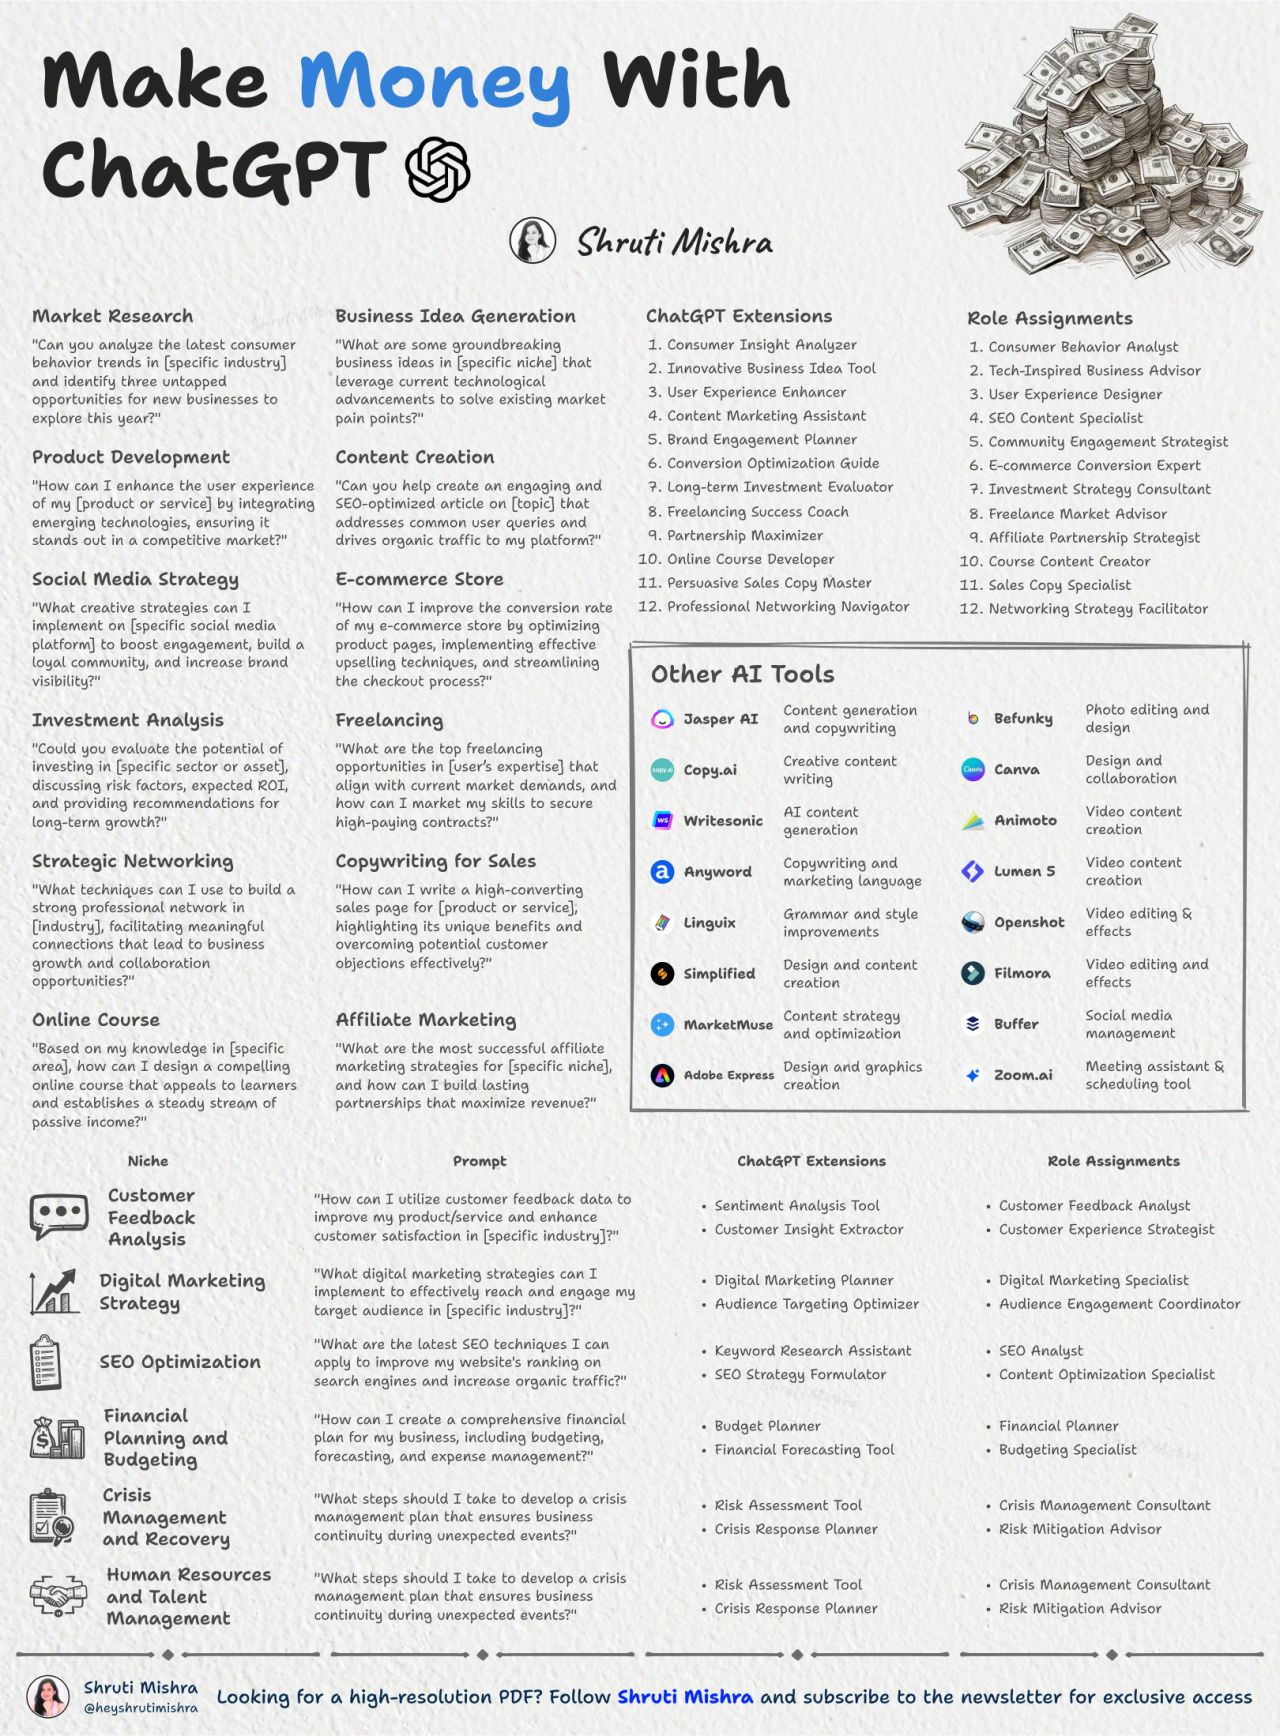 Make Money With
ChatGPT
Shruti Mishra
Market Research
"Can you analyze the latest consumer
behavior trends in [specific industry]
and identify three untapped
opportunities for new businesses to
explore this year?"
Product Development
"How can I enhance the user experience
of my [product or service] by integrating
emerging technologies, ensuring it
stands out in a competitive market?"
Social Media Strategy
"What creative strategies can I
implement on [specific social media
platform] to boost engagement, build a
loyal community, and increase brand
visibility?"
Investment Analysis
"Could you evaluate the potential of
investing in [specific sector or asset],
discussing risk factors, expected ROI,
and providing recommendations for
long-term growth?"
Strategic Networking
"What techniques can I use to build a
strong professional network in
[industry], facilitating meaningful
connections that lead to business
growth and collaboration
opportunities?"
Online Course
"Based on my knowledge in [specific
area], how can I design a compelling
online course that appeals to learners
and establishes a steady stream of
passive income?"
Business Idea Generation
"What are some groundbreaking
business ideas in [specific niche] that
leverage current technological
advancements to solve existing market
pain points?"
Content Creation
"Can you help create an engaging and
SEO-optimized article on [topic] that
addresses common user queries and
drives organic traffic to my platform?"
E-commerce Store
"How can I improve the conversion rate
of my e-commerce store by optimizing
product pages, implementing effective
upselling techniques, and streamlining
the checkout process?"
Freelancing
"What are the top freelancing
opportunities in [user's expertise] that
align with current market demands, and
how can I market my skills to secure
high-paying contracts?"
Copywriting for Sales
"How can I write a high-converting
sales page for [product or service],
highlighting its unique benefits and
overcoming potential customer
objections effectively?"
Affiliate Marketing
"What are the most successful affiliate
marketing strategies for [specific niche],
and how can I build lasting
partnerships that maximize revenue?"
ChatGPT Extensions
1. Consumer Insight Analyzer
2. Innovative Business Idea Tool
3. User Experience Enhancer
4. Content Marketing Assistant
5. Brand Engagement Planner
6. Conversion Optimization Guide
7. Long-term Investment Evaluator
8. Freelancing Success Coach
9. Partnership Maximizer
10. Online Course Developer
11. Persuasive Sales Copy Master
12. Professional Networking Navigator
Role Assignments
1. Consumer Behavior Analyst
2. Tech-Inspired Business Advisor
3. User Experience Designer
4. SEO Content Specialist
5. Community Engagement Strategist
6. E-commerce Conversion Expert
7. Investment Strategy Consultant
8. Freelance Market Advisor
9. Affiliate Partnership Strategist
10. Course Content Creator
11. Sales Copy Specialist
12. Networking Strategy Facilitator
Other AI Tools
Jasper AI
Content generation
and copywriting
copy.ai
Copy.ai
Creative content
writing
WS
Writesonic
AI content
generation
a
Anyword
Copywriting and
marketing language
Linguix
Grammar and style
improvements
Simplified
Design and content
creation
MarketMuse
Content strategy
and optimization
Adobe Express
Design and graphics
creation
Befunky
Photo editing and
design
Canva
Canva
Design and
collaboration
Animoto
Video content
creation
Lumen 5
Video content
creation
Openshot
Video editing &
effects
Filmora
Video editing and
effects
Buffer
Social media
management
Zoom.ai
Meeting assistant &
scheduling tool
Niche
Prompt
ChatGPT Extensions
Role Assignments
Customer
Feedback
Analysis
"How can I utilize customer feedback data to
improve my product/service and enhance
customer satisfaction in [specific industry]?"
• Sentiment Analysis Tool
• Customer Insight Extractor
• Customer Feedback Analyst
• Customer Experience Strategist
Digital Marketing
Strategy
"What digital marketing strategies can I
implement to effectively reach and engage my
target audience in [specific industry]?"
• Digital Marketing Planner
• Audience Targeting Optimizer
• Digital Marketing Specialist
• Audience Engagement Coordinator
SEO Optimization
"What are the latest SEO techniques I can
apply to improve my website's ranking on
search engines and increase organic traffic?"
• Keyword Research Assistant
• SEO Strategy Formulator
• SEO Analyst
• Content Optimization Specialist
Financial
Planning and
Budgeting
"How can I create a comprehensive financial
plan for my business, including budgeting,
forecasting, and expense management?"
• Budget Planner
• Financial Forecasting Tool
• Financial Planner
• Budgeting Specialist
Crisis
Management
and Recovery
"What steps should I take to develop a crisis
management plan that ensures business
continuity during unexpected events?"
• Risk Assessment Tool
• Crisis Response Planner
• Crisis Management Consultant
• Risk Mitigation Advisor
Human Resources
and Talent
Management
"What steps should I take to develop a crisis
management plan that ensures business
continuity during unexpected events?"
• Risk Assessment Tool
• Crisis Response Planner
• Crisis Management Consultant
• Risk Mitigation Advisor
Shruti Mishra
@heyshrutimishra
Looking for a high-resolution PDF? Follow Shruti Mishra and subscribe to the newsletter for exclusive access